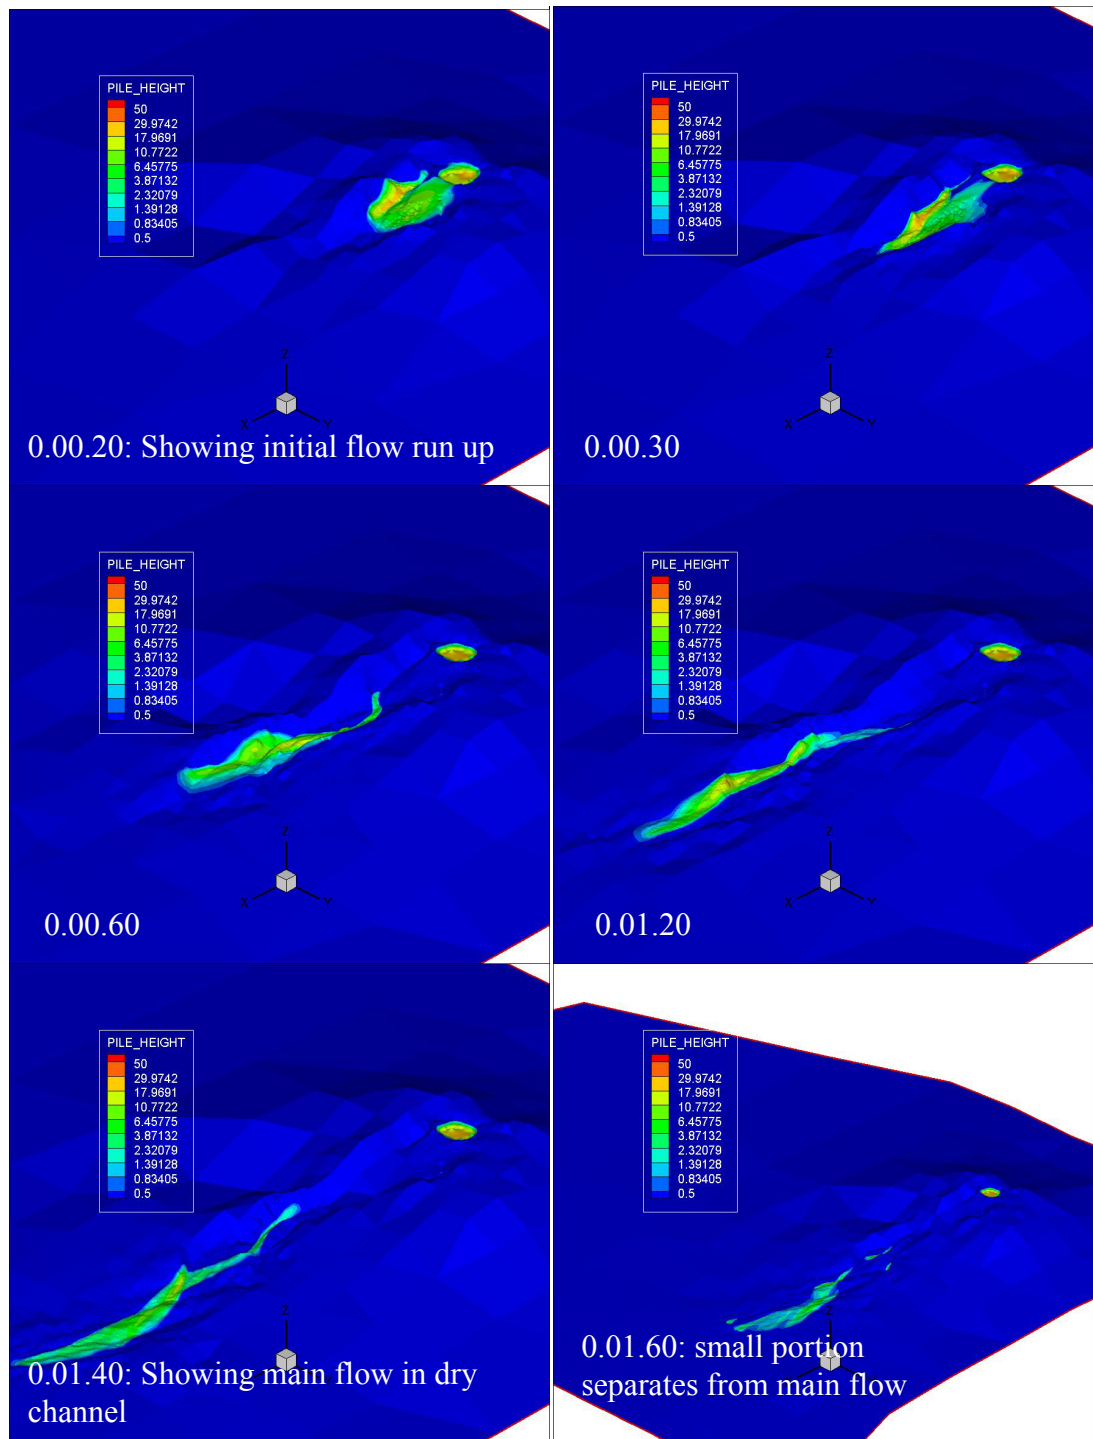 PILE_HEIGHT
50
29.9742
17.9691
10.7722
6.45775
3.87132
2.32079
1.39128
0.83405
0.5
Z
X
Y
0.00.20: Showing initial flow run up
PILE_HEIGHT
50
29.9742
17.9691
10.7722
6.45775
3.87132
2.32079
1.39128
0.83405
0.5
Z
X
Y
0.00.30
PILE_HEIGHT
50
29.9742
17.9691
10.7722
6.45775
3.87132
2.32079
1.39128
0.83405
0.5
Z
X
Y
0.00.60
PILE_HEIGHT
50
29.9742
17.9691
10.7722
6.45775
3.87132
2.32079
1.39128
0.83405
0.5
Z
X
Y
0.01.20
PILE_HEIGHT
50
29.9742
17.9691
10.7722
6.45775
3.87132
2.32079
1.39128
0.83405
0.5
Z
0.01.40: Showing main flow in dry
channel
PILE_HEIGHT
50
29.9742
17.9691
10.7722
6.45775
3.87132
2.32079
1.39128
0.83405
0.5
Z
0.01.60: small portion
separates from main flow